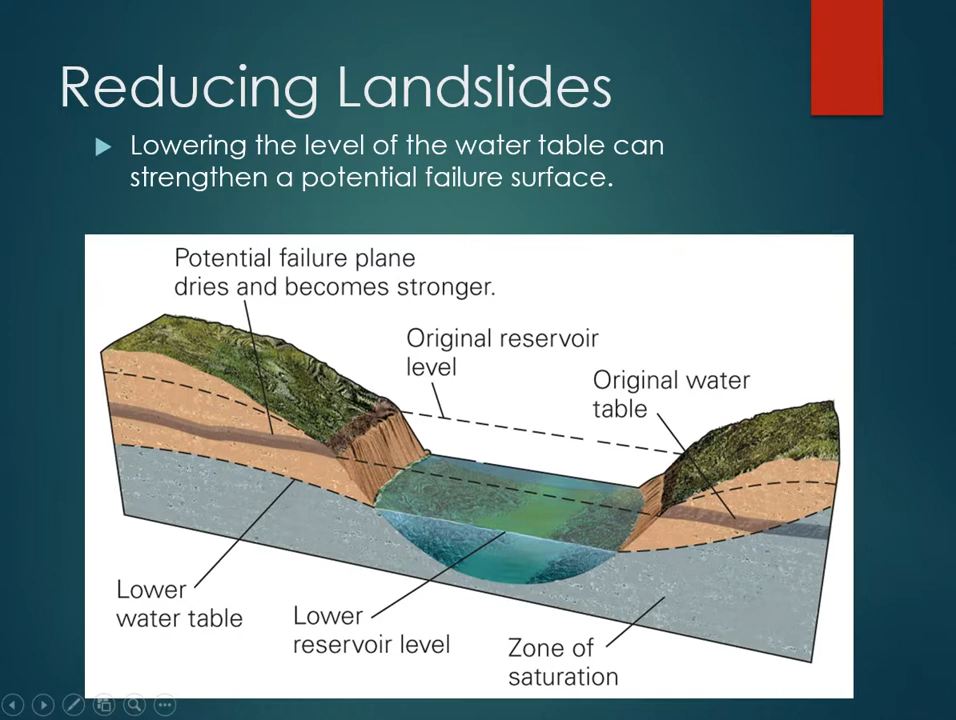 Reducing Landslides
Lowering the level of the water table can
strengthen a potential failure surface.
Potential failure plane
dries and becomes stronger.
Original reservoir
level
Original water
table
Lower
water table
Lower
reservoir level
Zone of
saturation